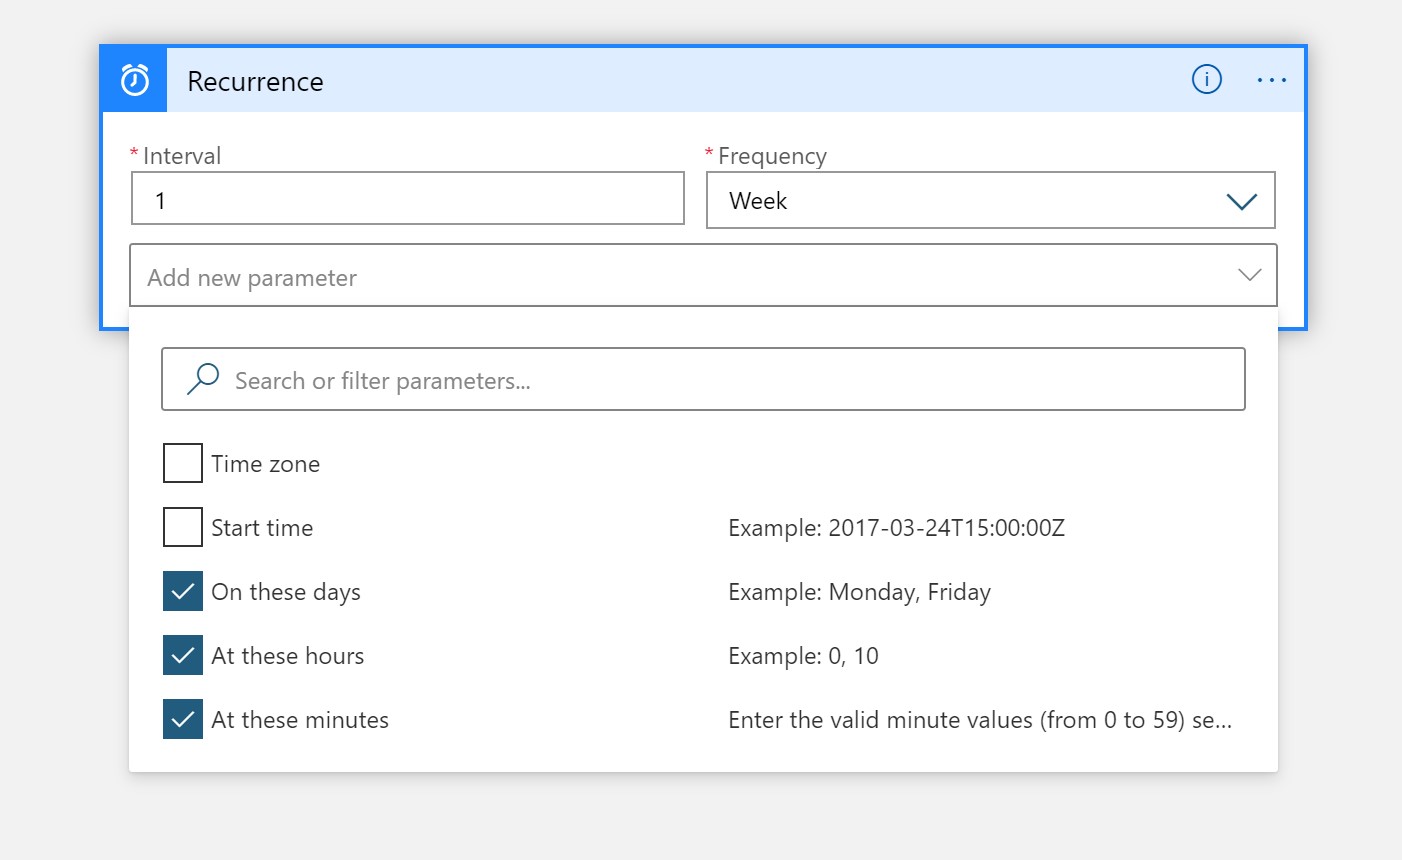 Recurrence
* Interval
* Frequency
1
Week
Add new parameter
Search or filter parameters...
Time zone
Start time
Example: 2017-03-24T15:00:00Z
On these days
Example: Monday, Friday
At these hours
Example: 0, 10
At these minutes
Enter the valid minute values (from 0 to 59) se...